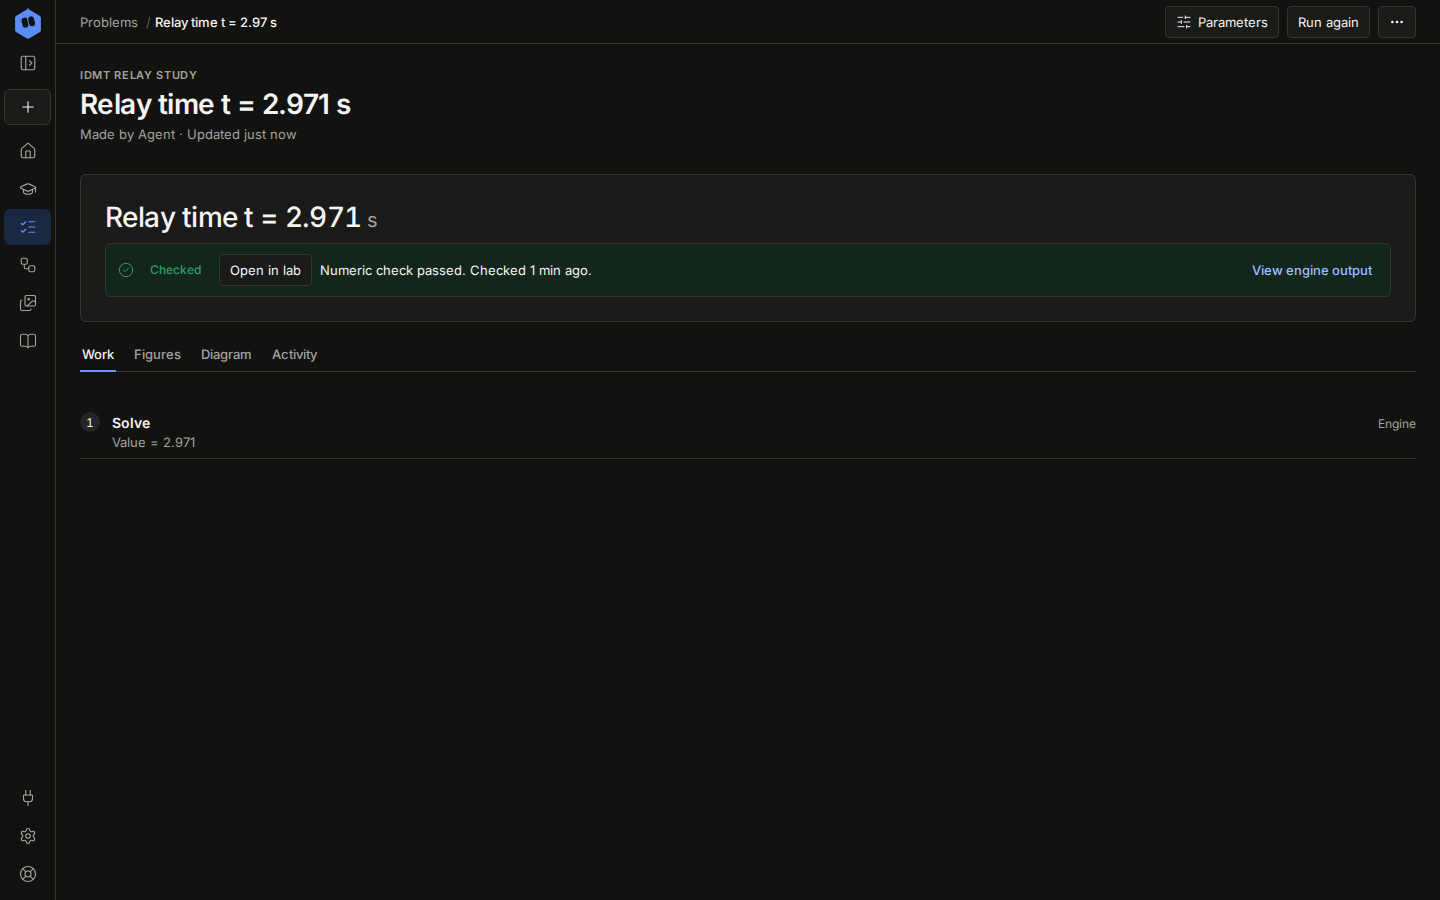 Problems / Relay time t = 2.97 s
Parameters
Run again
IDMT RELAY STUDY
Relay time t = 2.971 s
Made by Agent · Updated just now
Relay time t = 2.971 s
Checked
Open in lab
Numeric check passed. Checked 1 min ago.
View engine output
Work
Figures
Diagram
Activity
1
Solve
Engine
Value = 2.971